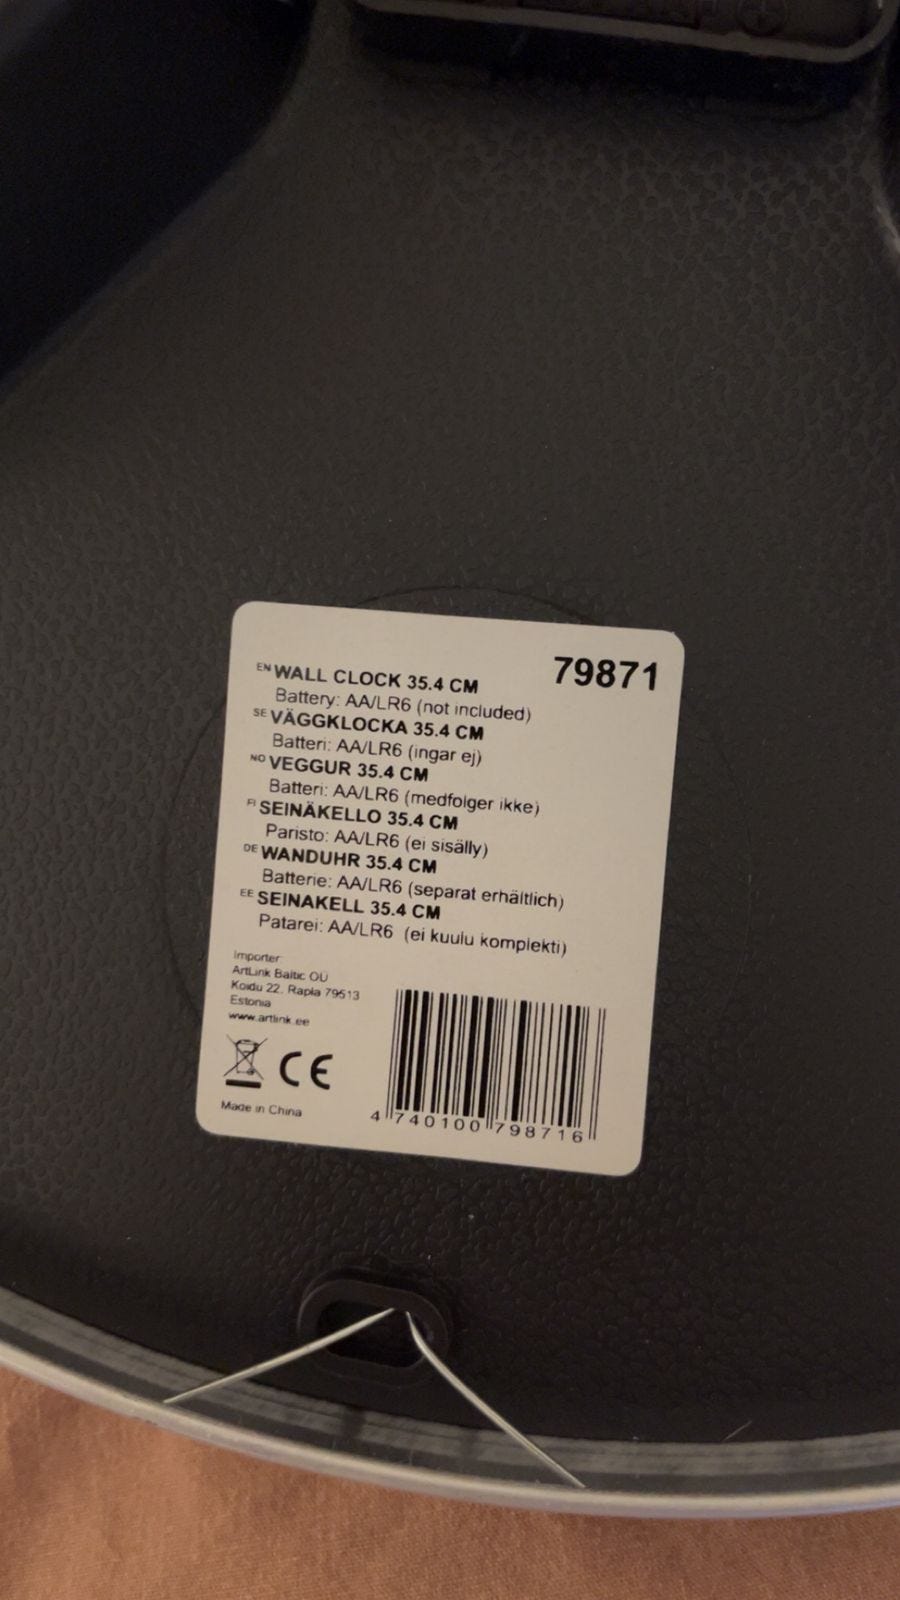 79871
EN WALL CLOCK 35.4 CM
Battery: AA/LR6 (not included)
SE VÄGGKLOCKA 35.4 CM
Batteri: AA/LR6 (ingar ej)
NO VEGGUR 35.4 CM
Batteri: AA/LR6 (medfolger ikke)
FI SEINÄKELLO 35.4 CM
Paristo: AA/LR6 (ei sisälly)
DE WANDUHR 35.4 CM
Batterie: AA/LR6 (separat erhältlich)
EE SEINAKELL 35.4 CM
Patarei: AA/LR6 (ei kuulu komplekti)
Importer:
ArtLink Baltic OÜ
Koidu 22, Rapla 79513
Estonia
www.artlink.ee
CE
Made in China
4 740100 798716